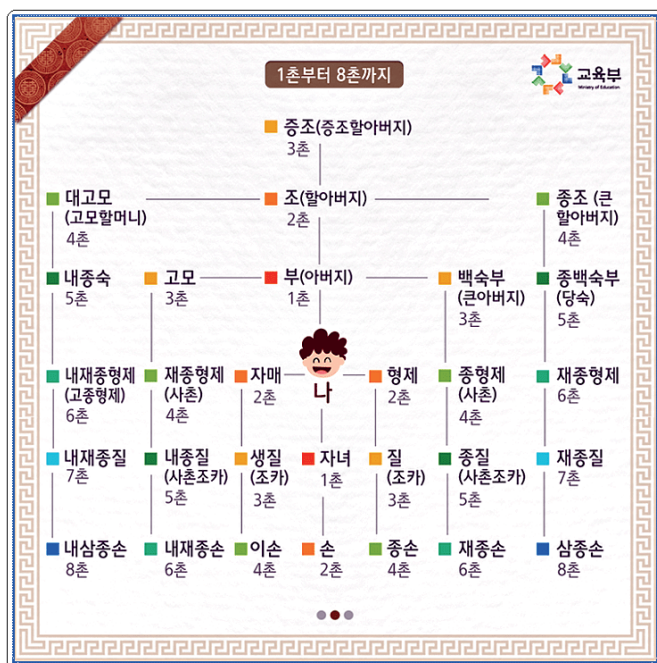 1촌부터 8촌까지
교육부
Ministry of Education
증조(증조할아버지)
3촌
대고모
(고모할머니)
4촌
조(할아버지)
2촌
종조 (큰
할아버지)
4촌
내종숙
5촌
고모
3촌
부(아버지)
1촌
백숙부
(큰아버지)
3촌
종백숙부
(당숙)
5촌
내재종형제
(고종형제)
6촌
재종형제
(사촌)
4촌
자매
2촌
나
형제
2촌
종형제
(사촌)
4촌
재종형제
6촌
내재종질
7촌
내종질
(사촌조카)
5촌
생질
(조카)
3촌
자녀
1촌
질
(조카)
3촌
종질
(사촌조카)
5촌
재종질
7촌
내삼종손
8촌
내재종손
6촌
이손
4촌
손
2촌
종손
4촌
재종손
6촌
삼종손
8촌